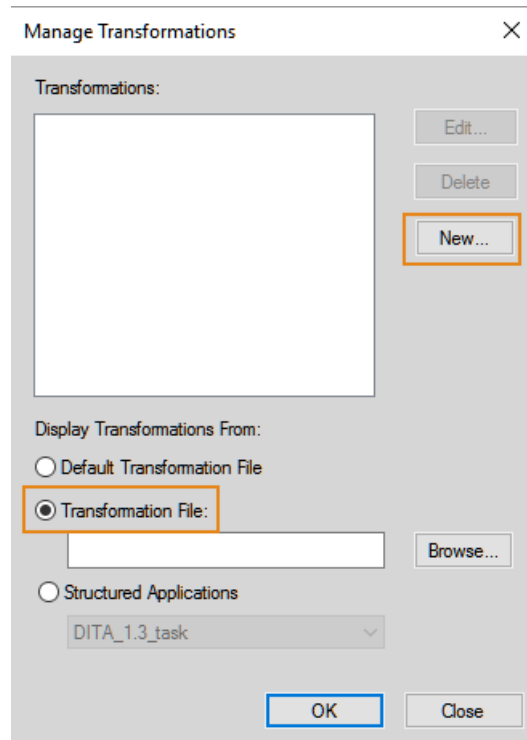 Manage Transformations
Transformations:
Edit...
Delete
New...
Display Transformations From:
Default Transformation File
Transformation File:
Browse...
Structured Applications
DITA_1.3_task
OK Close